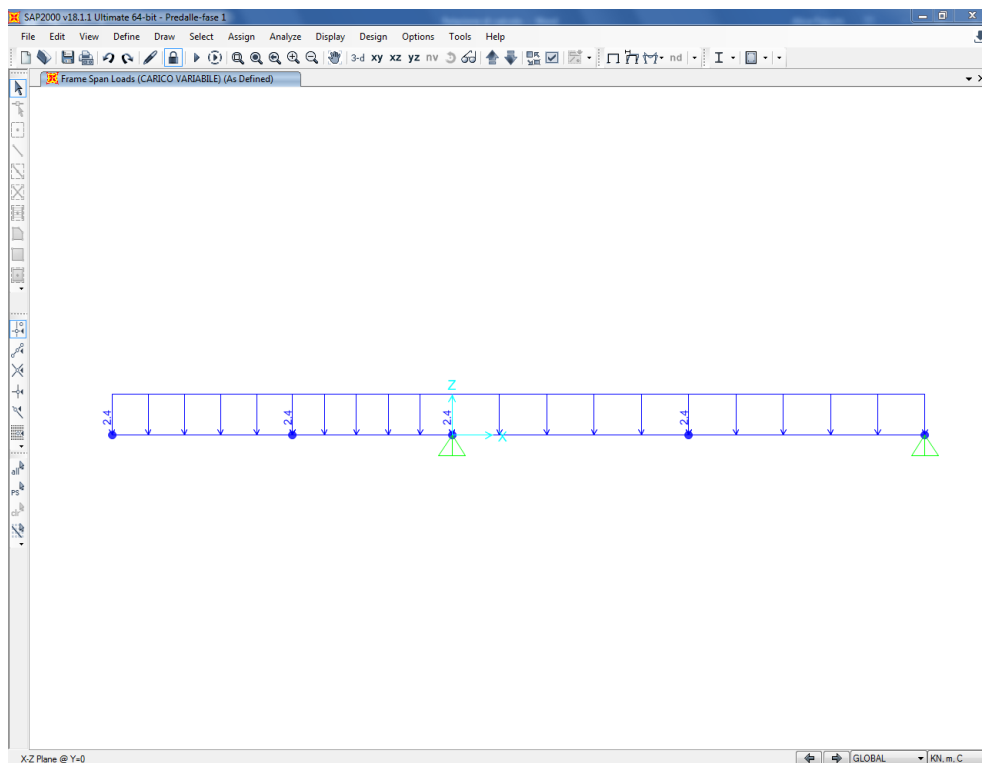 SAP2000 v18.1.1 Ultimate 64-bit - Predalle-fase 1
File Edit View Define Draw Select Assign Analyze Display Design Options Tools Help
3-d xy xz yz nv nd
Frame Span Loads (CARICO VARIABILE) (As Defined)
Z
2.4 2.4 2.4 2.4
X
all
PS
clr
X-Z Plane @ Y=0 GLOBAL KN, m, C